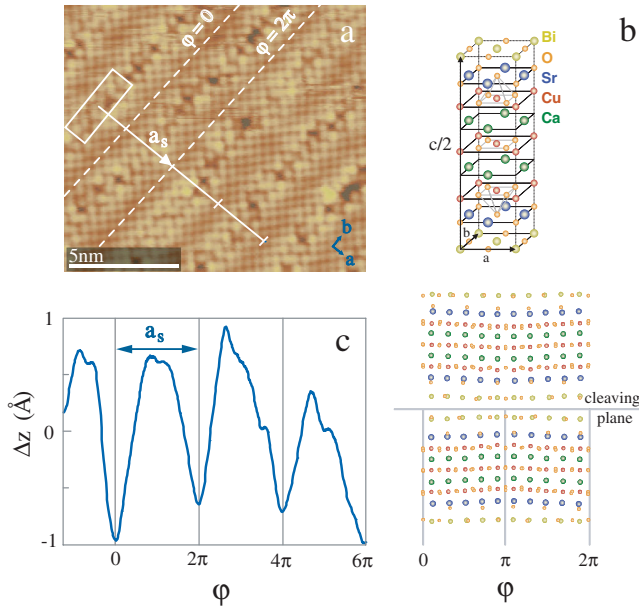 a
φ=0
φ=2π
a_s
b
a
5nm
b
Bi
O
Sr
Cu
Ca
c/2
b
a
c
a_s
Δz (Å)
1
0
-1
0
2π
4π
6π
φ
cleaving
plane
0
π
2π
φ